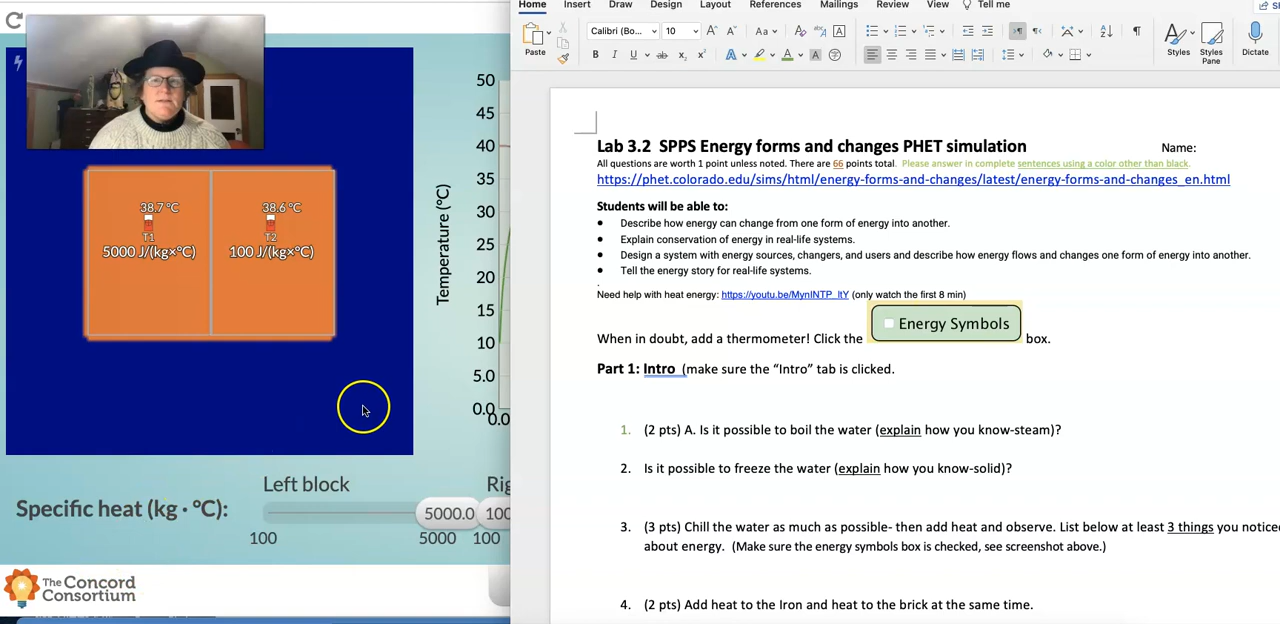 38.7 °C
T1
5000 J/(kg×°C)
38.6 °C
T2
100 J/(kg×°C)
Temperature (°C)
50
45
40
35
30
25
20
15
10
5.0
0.0
0.0
Specific heat (kg · °C):
Left block
5000.0
100
5000
100
The Concord
Consortium
Home Insert Draw Design Layout References Mailings Review View Tell me
Paste
Calibri (Bo...
10
Aa
B I U ab x₂ x²
Styles
Styles
Pane
Dictate
Lab 3.2 SPPS Energy forms and changes PHET simulation Name:
All questions are worth 1 point unless noted. There are 66 points total. Please answer in complete sentences using a color other than black.
https://phet.colorado.edu/sims/html/energy-forms-and-changes/latest/energy-forms-and-changes_en.html
Students will be able to:
• Describe how energy can change from one form of energy into another.
• Explain conservation of energy in real-life systems.
• Design a system with energy sources, changers, and users and describe how energy flows and changes one form of energy into another.
• Tell the energy story for real-life systems.
.
Need help with heat energy: https://youtu.be/MynINTP_ltY (only watch the first 8 min)
When in doubt, add a thermometer! Click the Energy Symbols box.
Part 1: Intro (make sure the “Intro” tab is clicked.
1. (2 pts) A. Is it possible to boil the water (explain how you know-steam)?
2. Is it possible to freeze the water (explain how you know-solid)?
3. (3 pts) Chill the water as much as possible- then add heat and observe. List below at least 3 things you noticed
about energy. (Make sure the energy symbols box is checked, see screenshot above.)
4. (2 pts) Add heat to the Iron and heat to the brick at the same time.